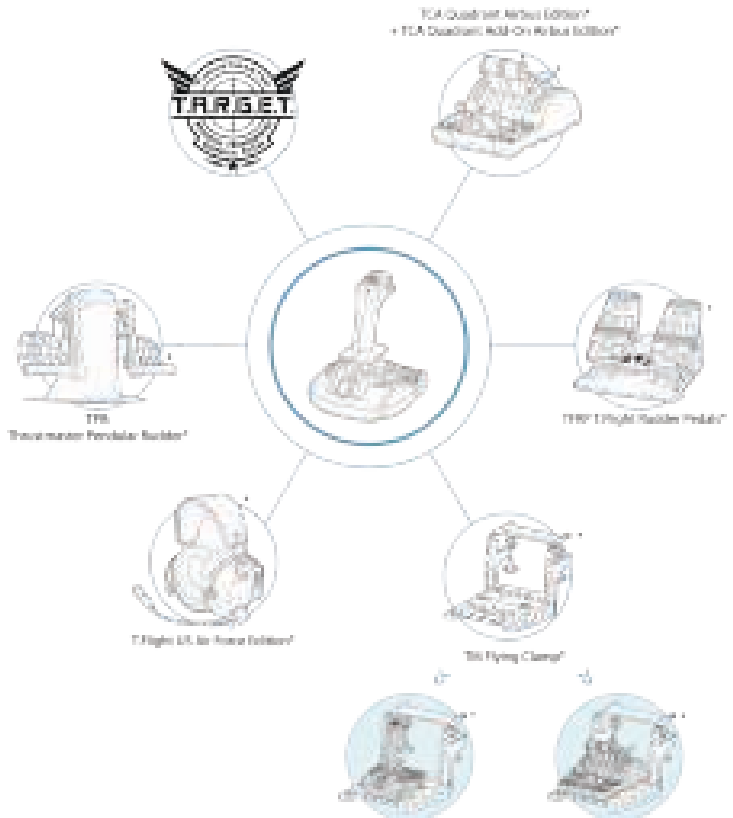 TCA Quadrant Airbus Edition*
+ TCA Quadrant Add-On Airbus Edition*
T.A.R.G.E.T.
TPR
Thrustmaster Pendular Rudder*
TFRP T.Flight Rudder Pedals*
T.Flight US Air Force Edition*
TM Flying Clamp*